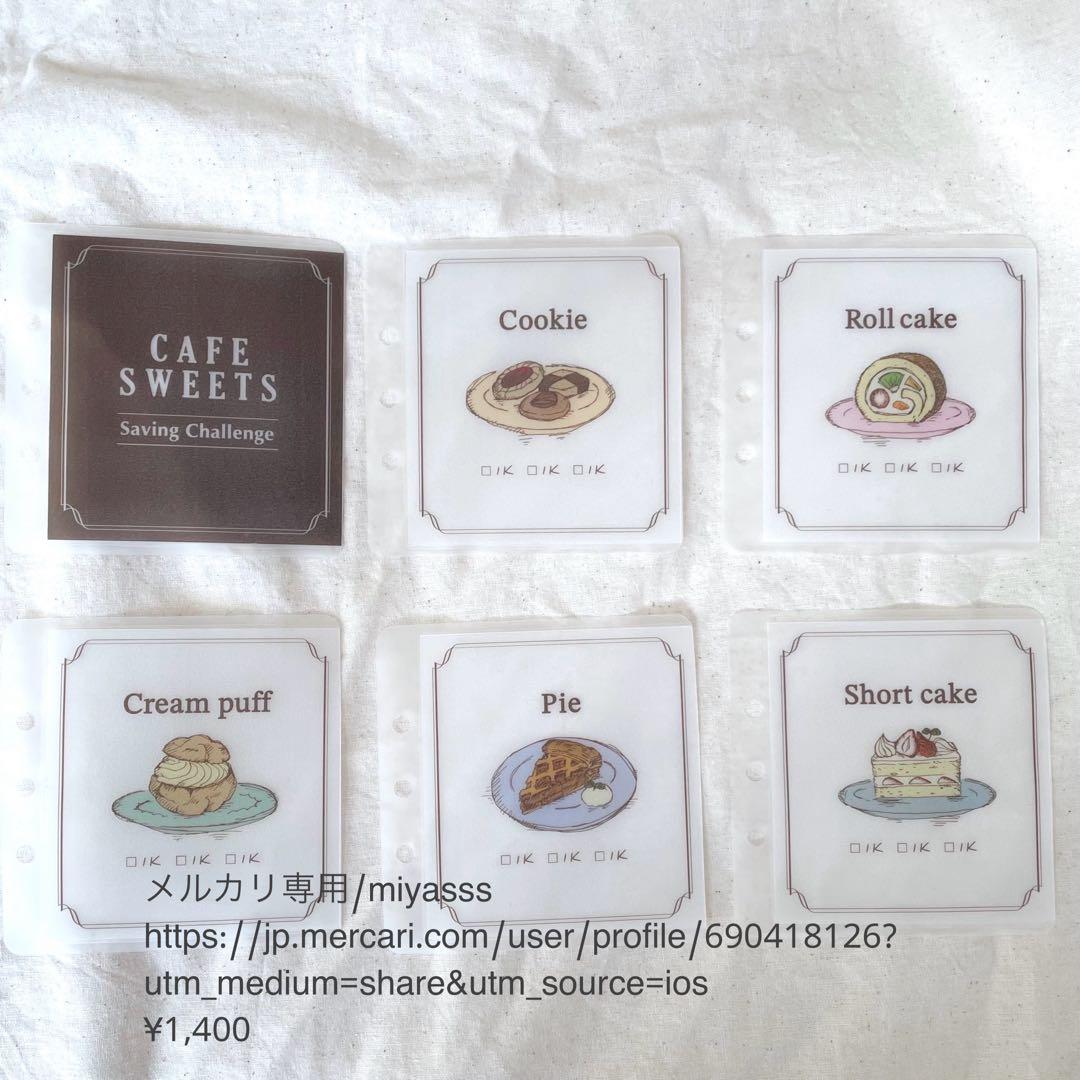 CAFE
SWEETS
Saving Challenge
Cookie
□1K □1K □1K
Roll cake
□1K □1K □1K
Cream puff
□1K □1K □1K
Pie
□1K □1K □1K
Short cake
□1K □1K □1K
メルカリ専用/miyasss
https://jp.mercari.com/user/profile/690418126?
utm_medium=share&utm_source=ios
¥1,400